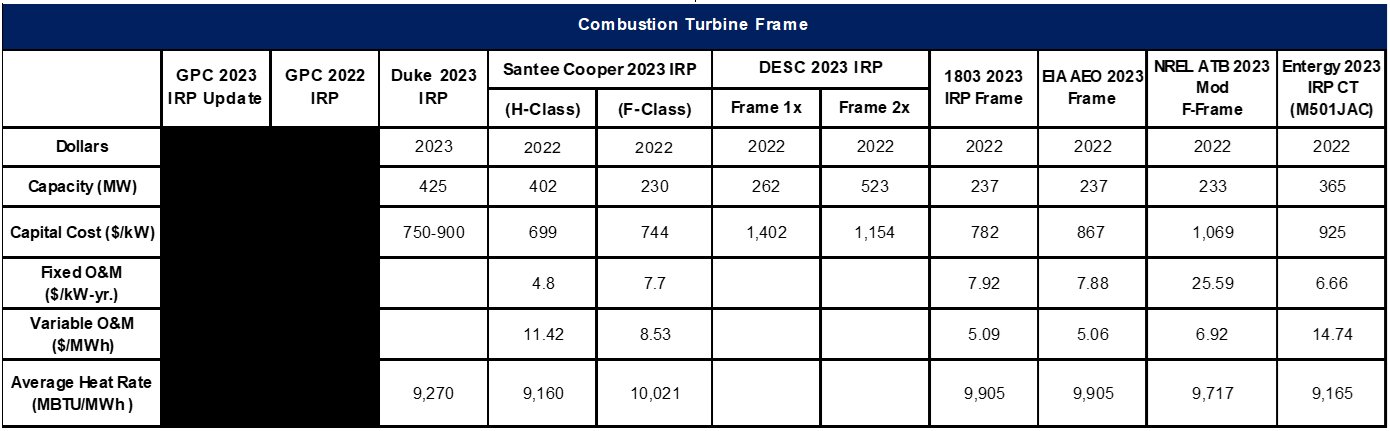 Combustion Turbine Frame
GPC 2023 IRP Update GPC 2022 IRP Duke 2023 IRP Santee Cooper 2023 IRP DESC 2023 IRP 1803 2023 IRP Frame EIA AEO 2023 Frame NREL ATB 2023 Mod F-Frame Entergy 2023 IRP CT (M501JAC)
(H-Class) (F-Class) Frame 1x Frame 2x
Dollars 2023 2022 2022 2022 2022 2022 2022 2022 2022
Capacity (MW) 425 402 230 262 523 237 237 233 365
Capital Cost ($/kW) 750-900 699 744 1,402 1,154 782 867 1,069 925
Fixed O&M ($/kW-yr.) 4.8 7.7 7.92 7.88 25.59 6.66
Variable O&M ($/MWh) 11.42 8.53 5.09 5.06 6.92 14.74
Average Heat Rate (MBTU/MWh ) 9,270 9,160 10,021 9,905 9,905 9,717 9,165